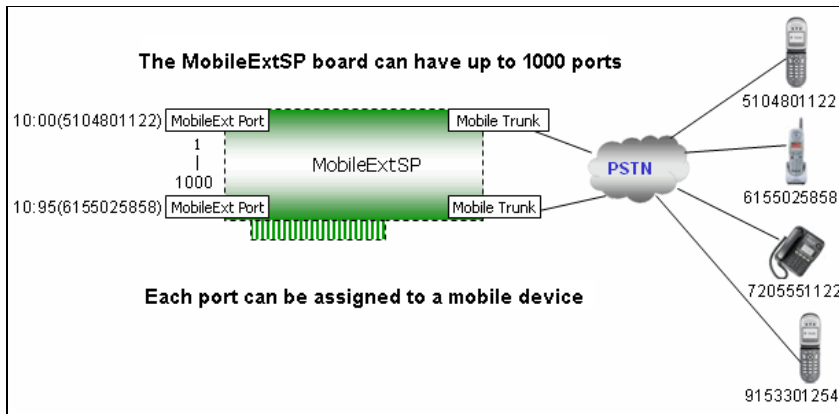 The MobileExtSP board can have up to 1000 ports
10:00(5104801122)
MobileExt Port
Mobile Trunk
1
|
1000
MobileExtSP
10:95(6155025858)
MobileExt Port
Mobile Trunk
PSTN
5104801122
6155025858
7205551122
9153301254
Each port can be assigned to a mobile device